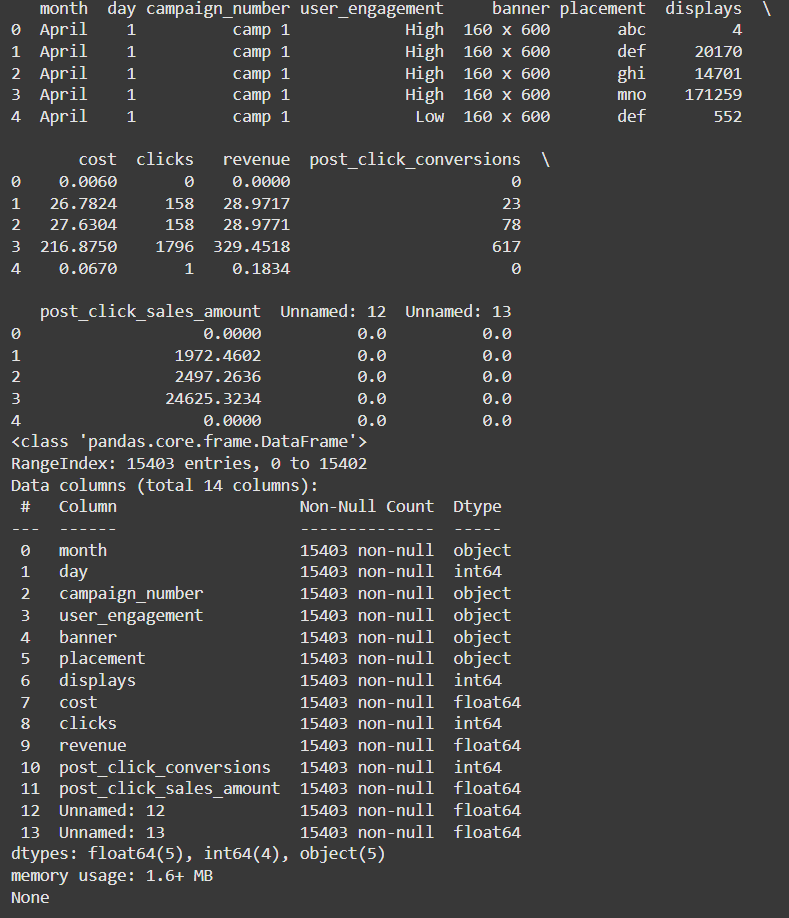 month  day campaign_number user_engagement     banner placement  displays  \
0  April    1          camp 1            High  160 x 600       abc         4
1  April    1          camp 1            High  160 x 600       def     20170
2  April    1          camp 1            High  160 x 600       ghi     14701
3  April    1          camp 1            High  160 x 600       mno    171259
4  April    1          camp 1             Low  160 x 600       def       552
       cost  clicks   revenue  post_click_conversions  \
0    0.0060       0    0.0000                       0
1   26.7824     158   28.9717                      23
2   27.6304     158   28.9771                      78
3  216.8750    1796  329.4518                     617
4    0.0670       1    0.1834                       0
   post_click_sales_amount  Unnamed: 12  Unnamed: 13
0                   0.0000          0.0          0.0
1                1972.4602          0.0          0.0
2                2497.2636          0.0          0.0
3               24625.3234          0.0          0.0
4                   0.0000          0.0          0.0
<class 'pandas.core.frame.DataFrame'>
RangeIndex: 15403 entries, 0 to 15402
Data columns (total 14 columns):
 #   Column                   Non-Null Count  Dtype
---  ------                   --------------  -----
 0   month                    15403 non-null  object
 1   day                      15403 non-null  int64
 2   campaign_number          15403 non-null  object
 3   user_engagement          15403 non-null  object
 4   banner                   15403 non-null  object
 5   placement                15403 non-null  object
 6   displays                 15403 non-null  int64
 7   cost                     15403 non-null  float64
 8   clicks                   15403 non-null  int64
 9   revenue                  15403 non-null  float64
 10  post_click_conversions   15403 non-null  int64
 11  post_click_sales_amount  15403 non-null  float64
 12  Unnamed: 12              15403 non-null  float64
 13  Unnamed: 13              15403 non-null  float64
dtypes: float64(5), int64(4), object(5)
memory usage: 1.6+ MB
None